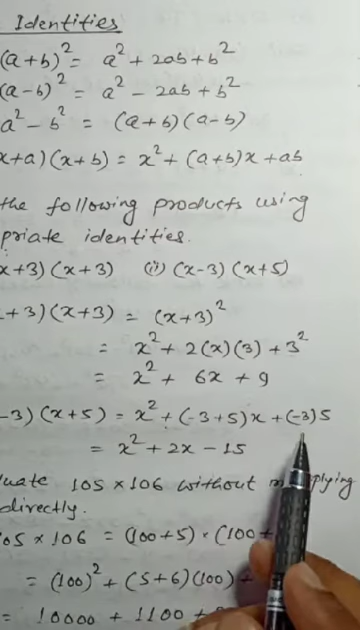 Identities
(a+b)² = a² + 2ab + b²
(a-b)² = a² - 2ab + b²
a² - b² = (a+b)(a-b)
x+a)(x+b) = x² + (a+b)x + ab
the following products using
priate identities.
x+3)(x+3) (ii) (x-3)(x+5)
+3)(x+3) = (x+3)²
= x² + 2(x)(3) + 3²
= x² + 6x + 9
-3)(x+5) = x² + (-3+5)x + (-3)5
= x² + 2x - 15
uate 105 × 106 without plying
directly.
05 × 106 = (100+5) × (100+
= (100)² + (5+6)(100) +
= 10000 + 1100 +